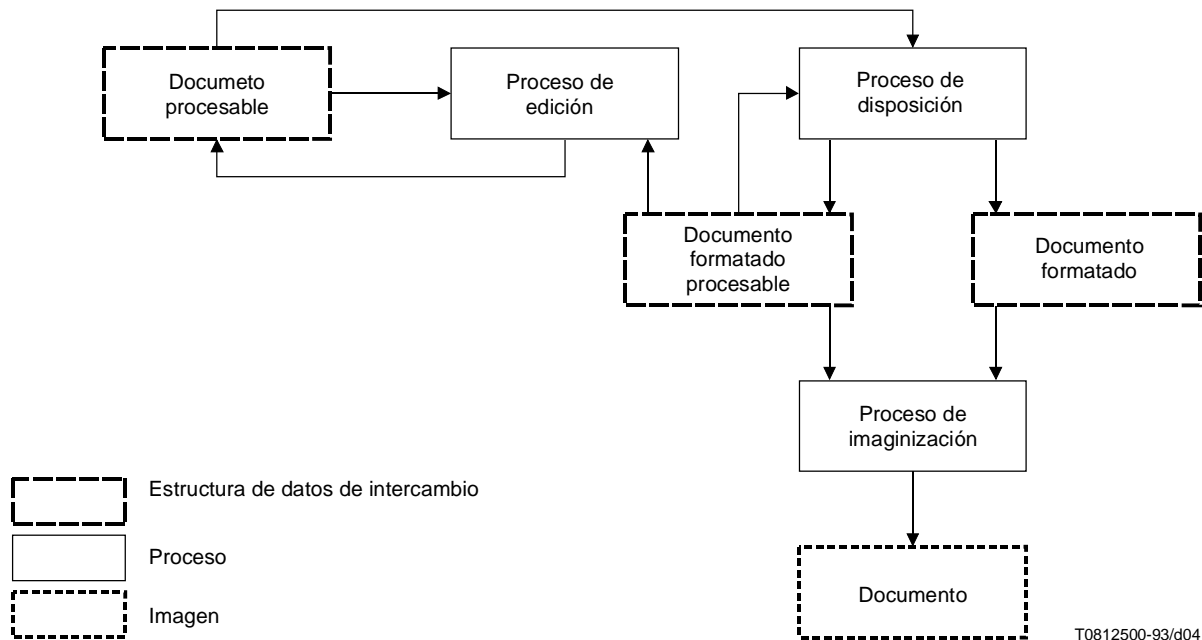 Documeto
procesable
Proceso de
edición
Proceso de
disposición
Documento
formatado
procesable
Documento
formatado
Proceso de
imaginización
Estructura de datos de intercambio
Proceso
Imagen
Documento
T0812500-93/d04